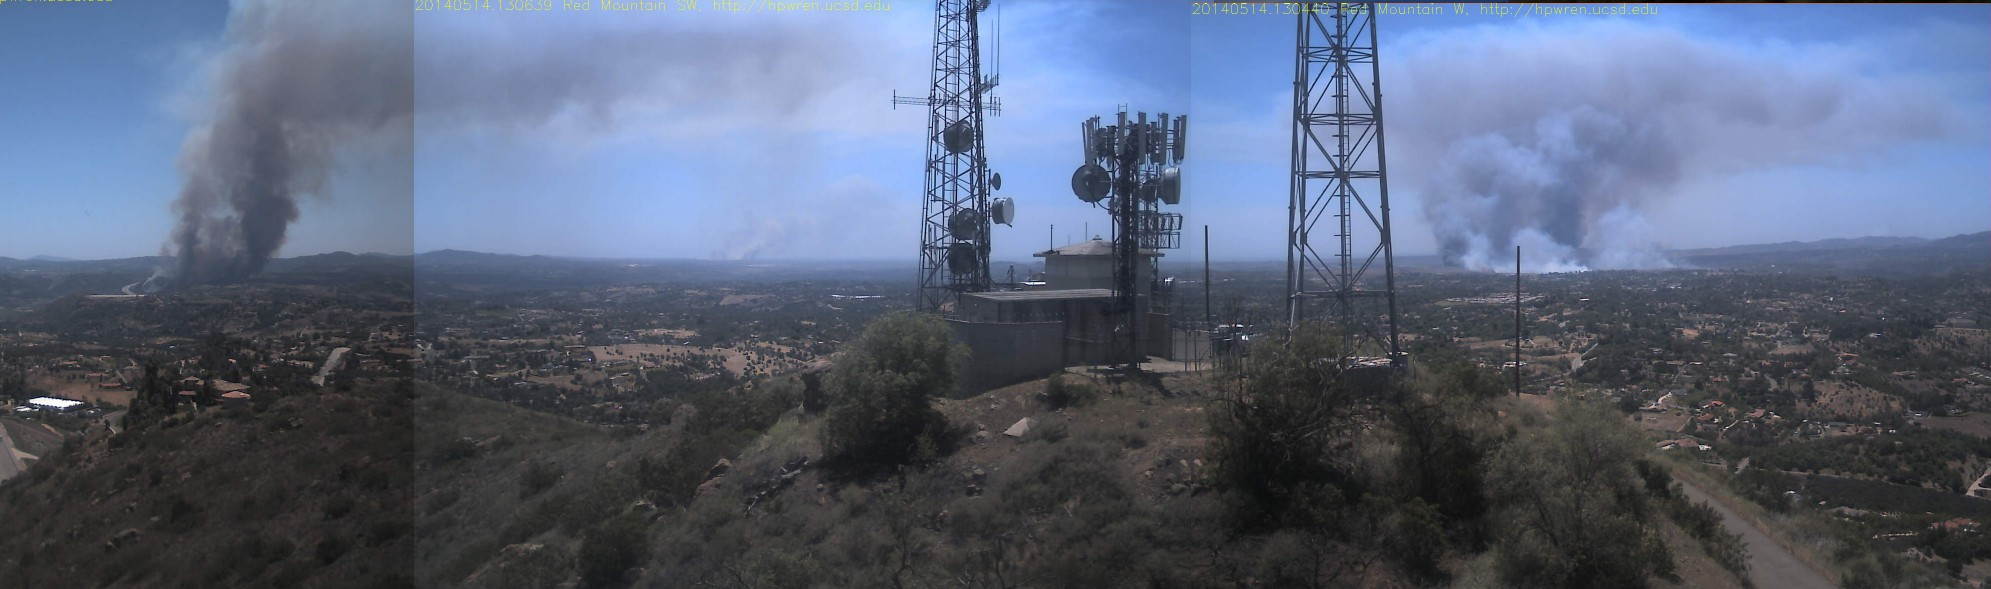 20140514.130639 Red Mountain SW, http://hpwren.ucsd.edu
20140514.130440 Red Mountain W, http://hpwren.ucsd.edu